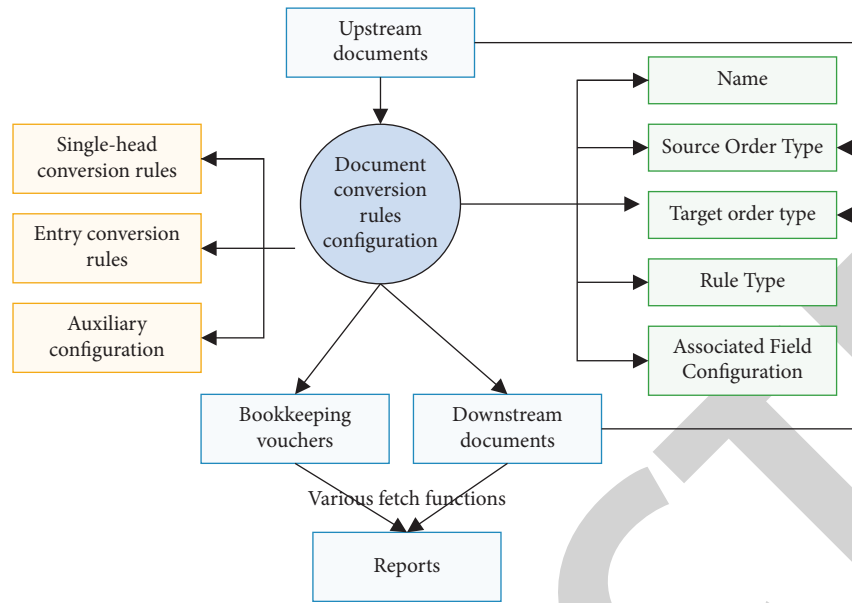 Upstream
documents
Name
Single-head
conversion rules
Document
conversion
rules
configuration
Source Order Type
Entry conversion
rules
Target order type
Auxiliary
configuration
Rule Type
Associated Field
Configuration
Bookkeeping
vouchers
Downstream
documents
Various fetch functions
Reports